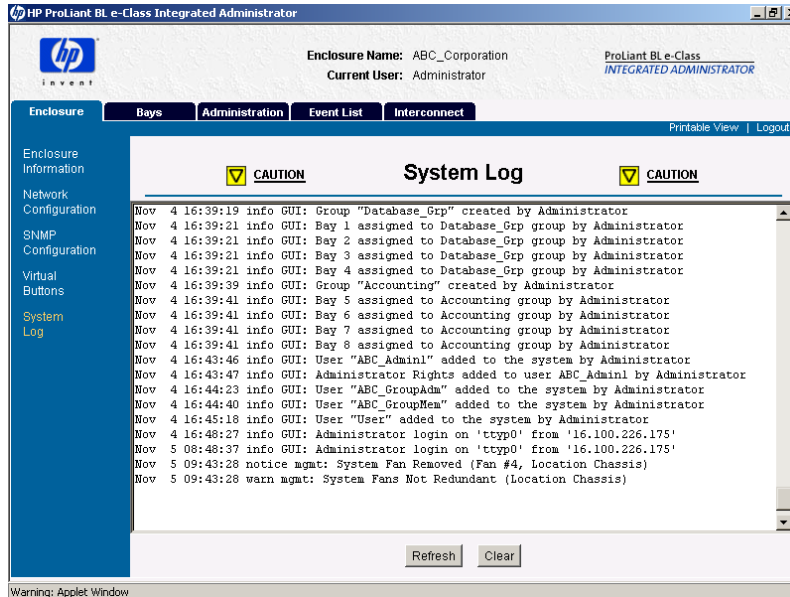 HP ProLiant BL e-Class Integrated Administrator
hp
invent
Enclosure Name: ABC_Corporation
Current User: Administrator
ProLiant BL e-Class
INTEGRATED ADMINISTRATOR
Enclosure Bays Administration Event List Interconnect
Printable View | Logout
Enclosure
Information
Network
Configuration
SNMP
Configuration
Virtual
Buttons
System
Log
CAUTION System Log CAUTION
Nov 4 16:39:19 info GUI: Group "Database_Grp" created by Administrator
Nov 4 16:39:21 info GUI: Bay 1 assigned to Database_Grp group by Administrator
Nov 4 16:39:21 info GUI: Bay 2 assigned to Database_Grp group by Administrator
Nov 4 16:39:21 info GUI: Bay 3 assigned to Database_Grp group by Administrator
Nov 4 16:39:21 info GUI: Bay 4 assigned to Database_Grp group by Administrator
Nov 4 16:39:39 info GUI: Group "Accounting" created by Administrator
Nov 4 16:39:41 info GUI: Bay 5 assigned to Accounting group by Administrator
Nov 4 16:39:41 info GUI: Bay 6 assigned to Accounting group by Administrator
Nov 4 16:39:41 info GUI: Bay 7 assigned to Accounting group by Administrator
Nov 4 16:39:41 info GUI: Bay 8 assigned to Accounting group by Administrator
Nov 4 16:43:46 info GUI: User "ABC_Admin1" added to the system by Administrator
Nov 4 16:43:47 info GUI: Administrator Rights added to user ABC_Admin1 by Administrator
Nov 4 16:44:23 info GUI: User "ABC_GroupAdm" added to the system by Administrator
Nov 4 16:44:40 info GUI: User "ABC_GroupMem" added to the system by Administrator
Nov 4 16:45:18 info GUI: User "User" added to the system by Administrator
Nov 4 16:48:27 info GUI: Administrator login on 'ttyp0' from '16.100.226.175'
Nov 5 08:48:37 info GUI: Administrator login on 'ttyp0' from '16.100.226.175'
Nov 5 09:43:28 notice mgmt: System Fan Removed (Fan #4, Location Chassis)
Nov 5 09:43:28 warn mgmt: System Fans Not Redundant (Location Chassis)
Refresh Clear
Warning: Applet Window